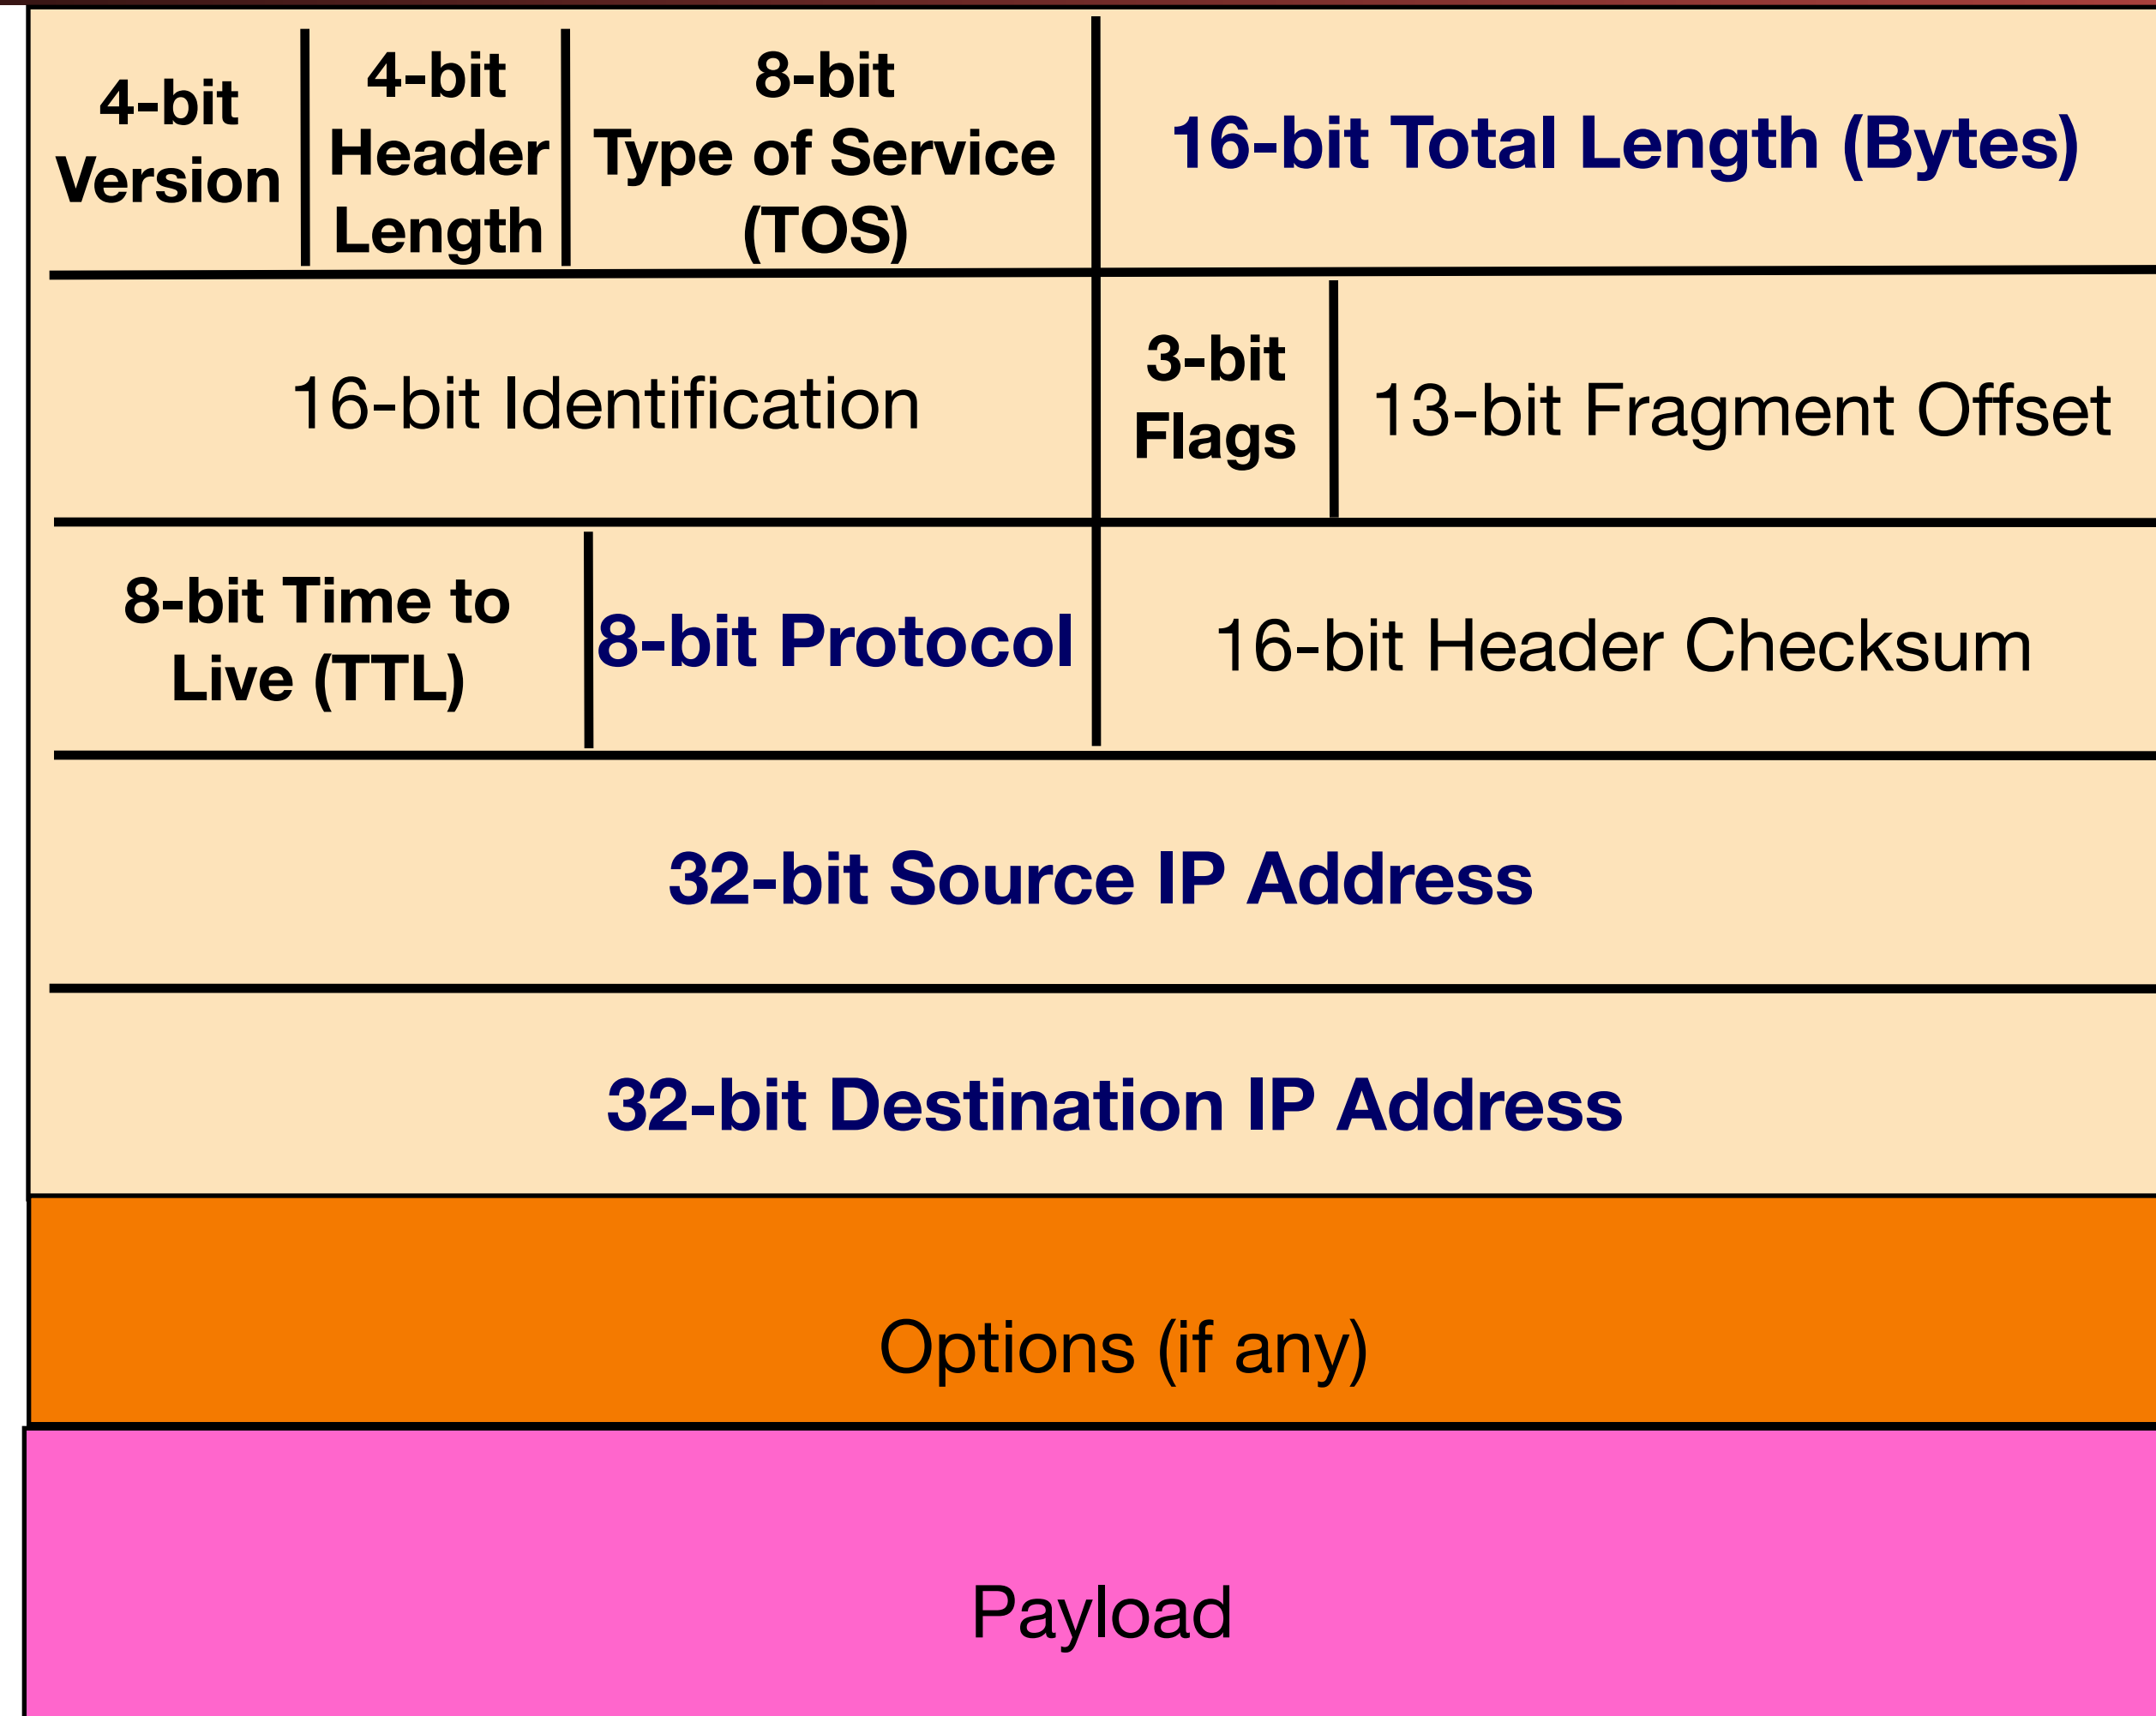 4-bit
Version
4-bit
Header
Length
8-bit
Type of Service
(TOS)
16-bit Total Length (Bytes)
16-bit Identification
3-bit
Flags
13-bit Fragment Offset
8-bit Time to
Live (TTL)
8-bit Protocol
16-bit Header Checksum
32-bit Source IP Address
32-bit Destination IP Address
Options (if any)
Payload